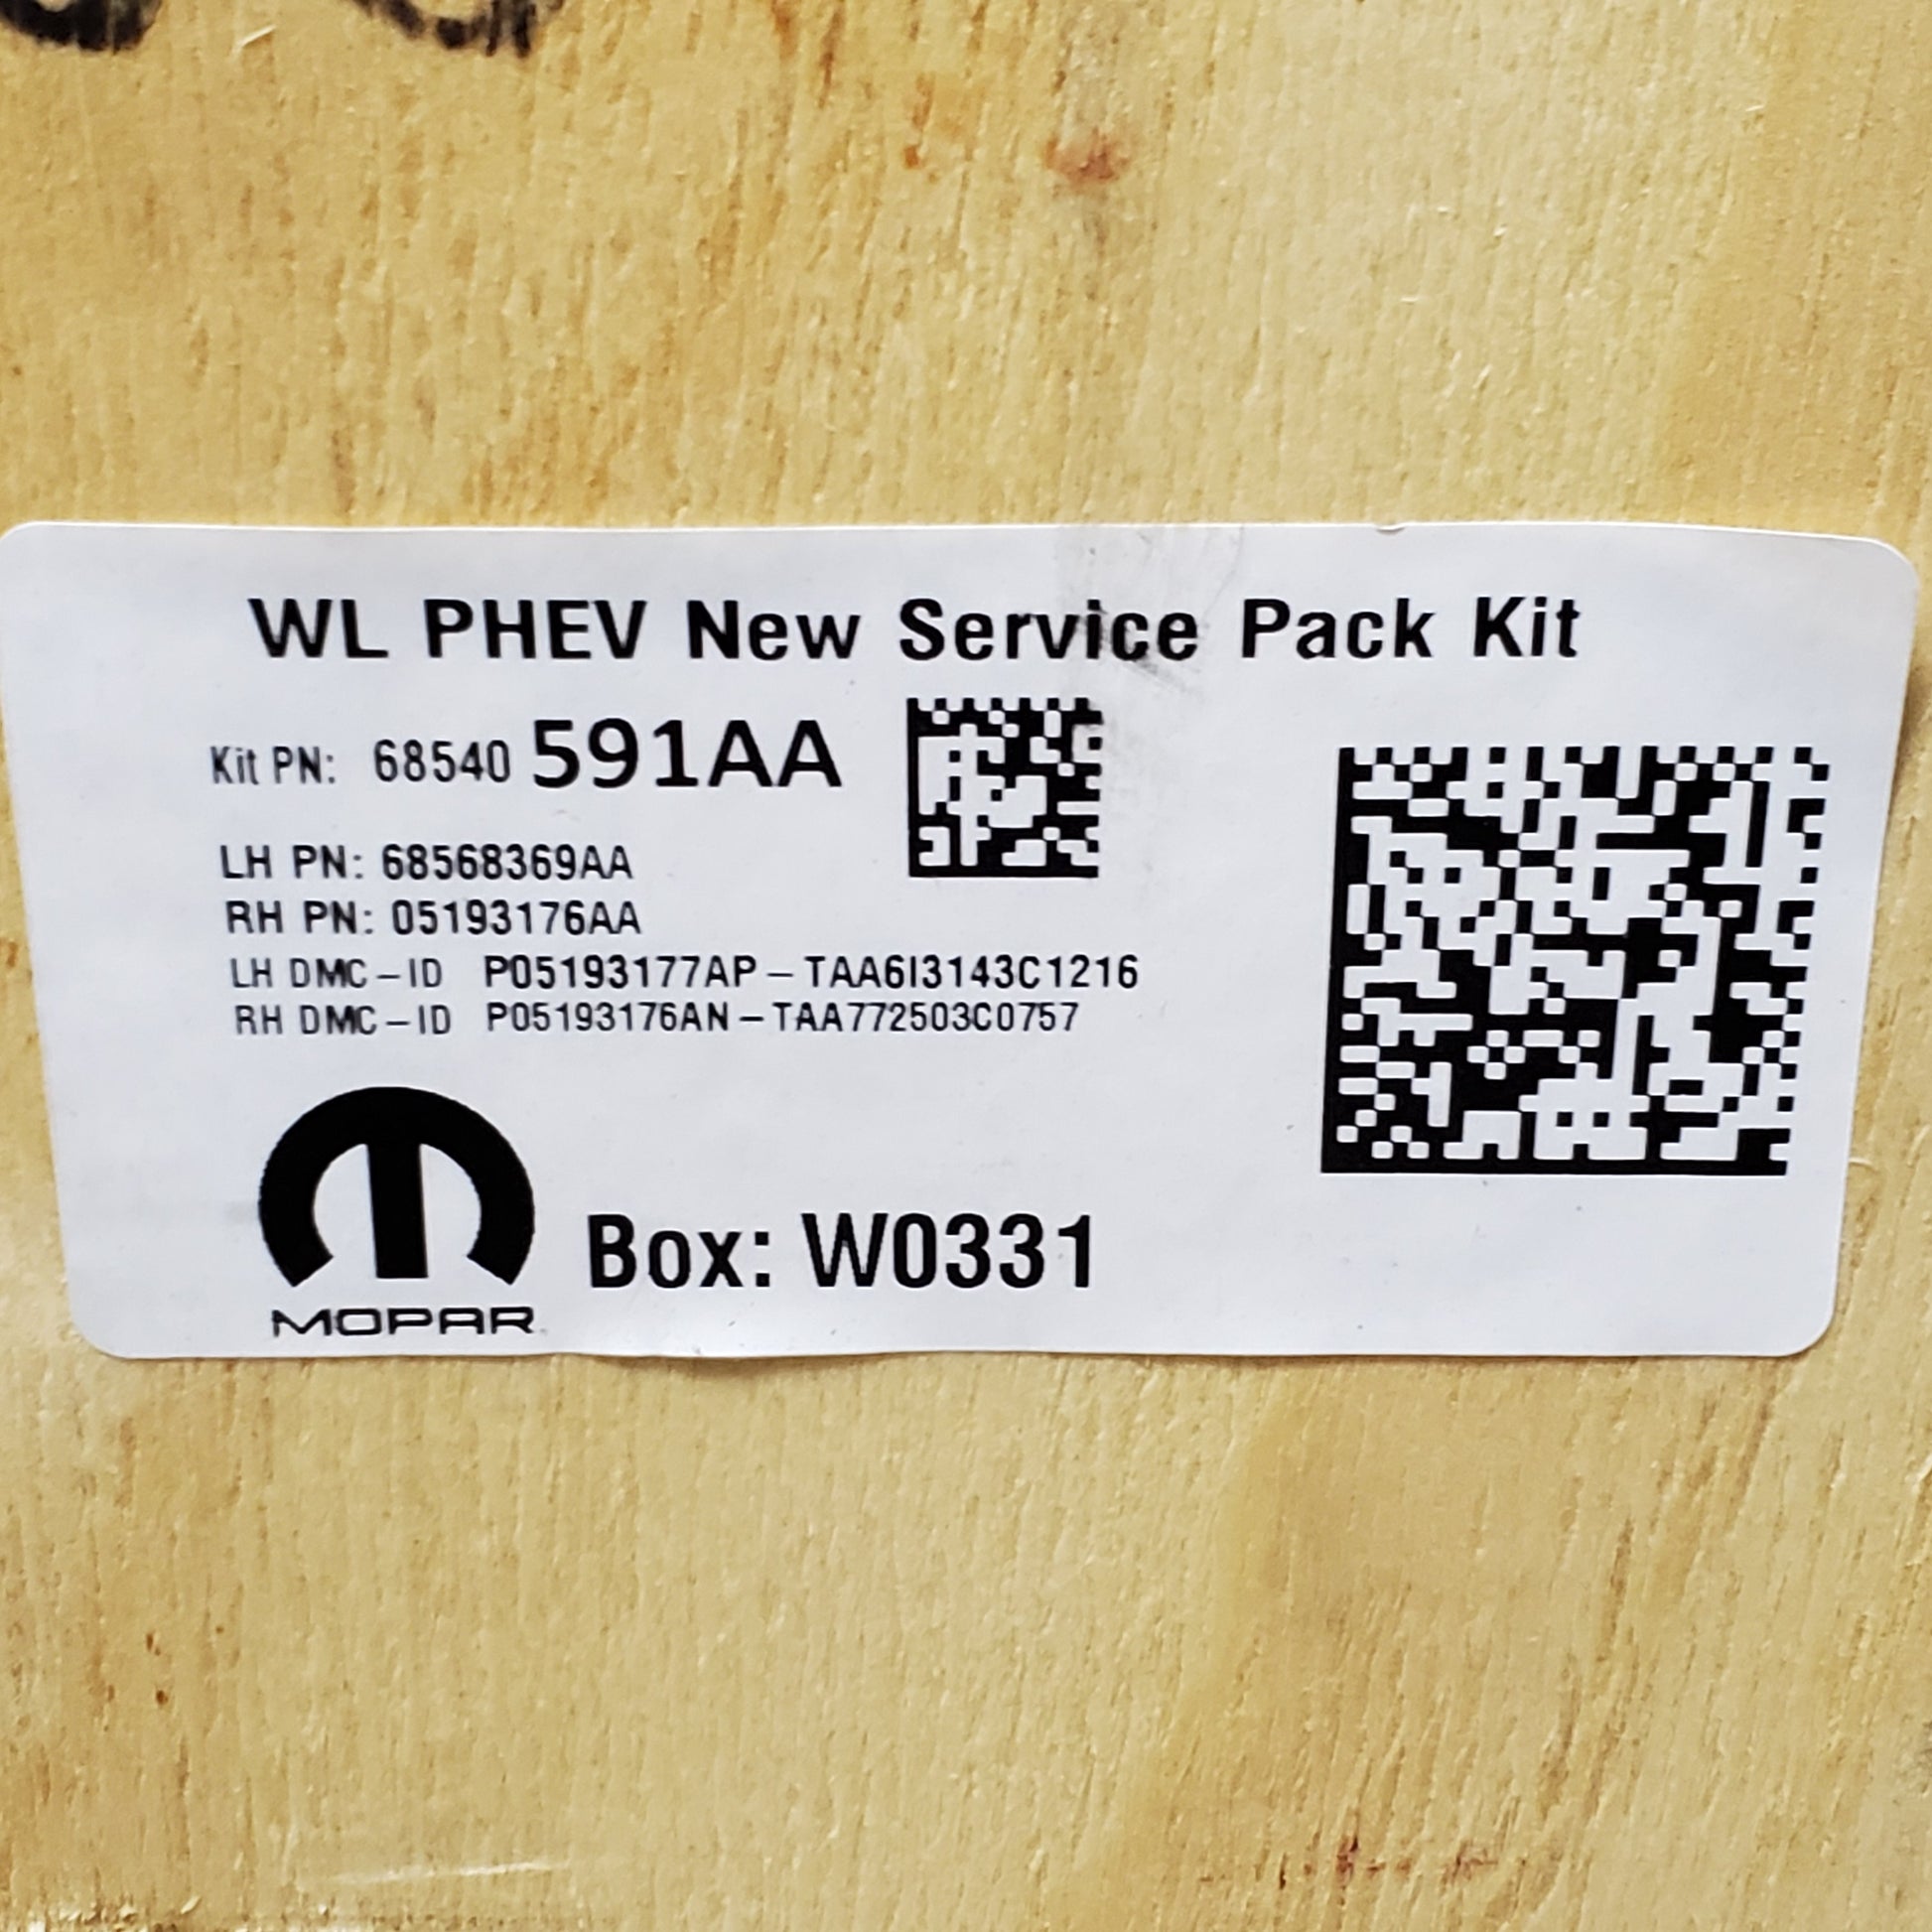 WL PHEV New Service Pack Kit
Kit PN: 68540 591AA
LH PN: 68568369AA
RH PN: 05193176AA
LH DMC-ID P05193177AP-TAA6I3143C1216
RH DMC-ID P05193176AN-TAA772503C0757
MOPAR
Box: W0331